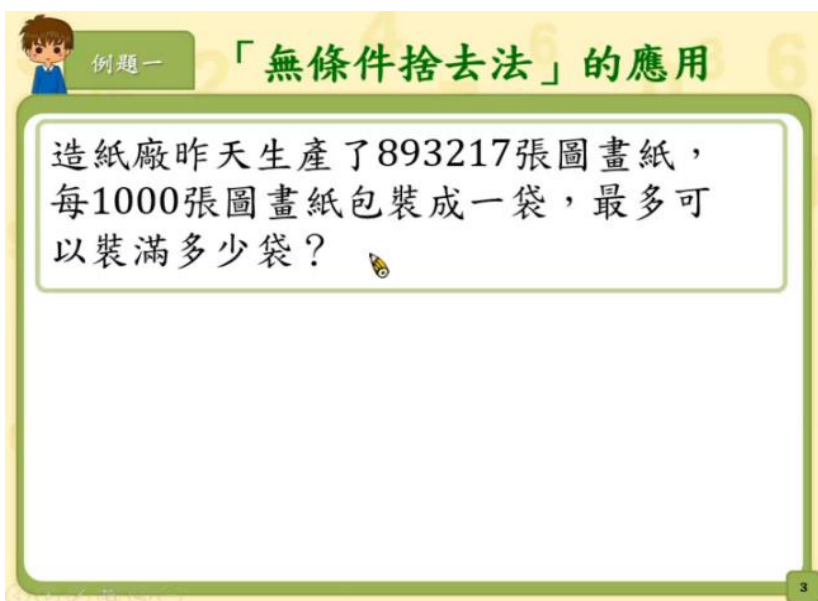 例題一
「無條件捨去法」的應用
造紙廠昨天生產了893217張圖畫紙，
每1000張圖畫紙包裝成一袋，最多可
以裝滿多少袋？
3